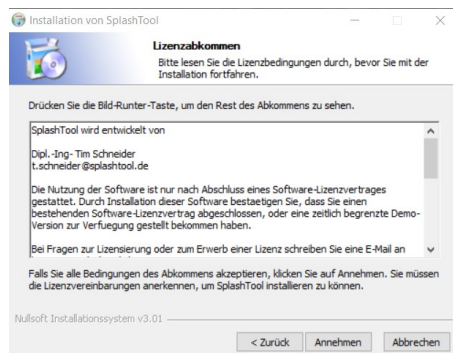 Installation von SplashTool
Lizenzabkommen
Bitte lesen Sie die Lizenzbedingungen durch, bevor Sie mit der
Installation fortfahren.
Drücken Sie die Bild-Runter-Taste, um den Rest des Abkommens zu sehen.
SplashTool wird entwickelt von
Dipl.-Ing- Tim Schneider
t.schneider@splashtool.de
Die Nutzung der Software ist nur nach Abschluss eines Software-Lizenzvertrages
gestattet. Durch Installation dieser Software bestaetigen Sie, dass Sie einen
bestehenden Software-Lizenzvertrag abgeschlossen, oder eine zeitlich begrenzte Demo-
Version zur Verfuegung gestellt bekommen haben.
Bei Fragen zur Lizensierung oder zum Erwerb einer Lizenz schreiben Sie eine E-Mail an
Falls Sie alle Bedingungen des Abkommens akzeptieren, klicken Sie auf Annehmen. Sie müssen
die Lizenzvereinbarungen anerkennen, um SplashTool installieren zu können.
Nullsoft Installationssystem v3.01
< Zurück Annehmen Abbrechen